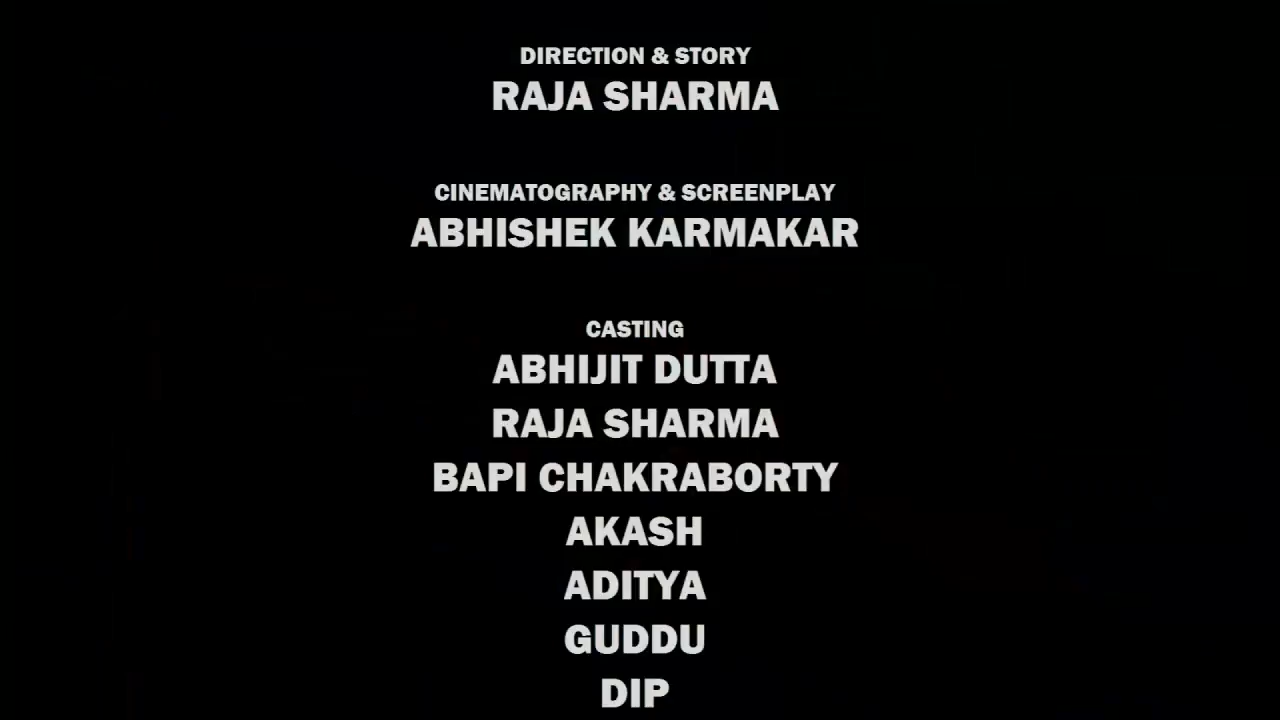 DIRECTION & STORY
RAJA SHARMA
CINEMATOGRAPHY & SCREENPLAY
ABHISHEK KARMAKAR
CASTING
ABHIJIT DUTTA
RAJA SHARMA
BAPI CHAKRABORTY
AKASH
ADITYA
GUDDU
DIP